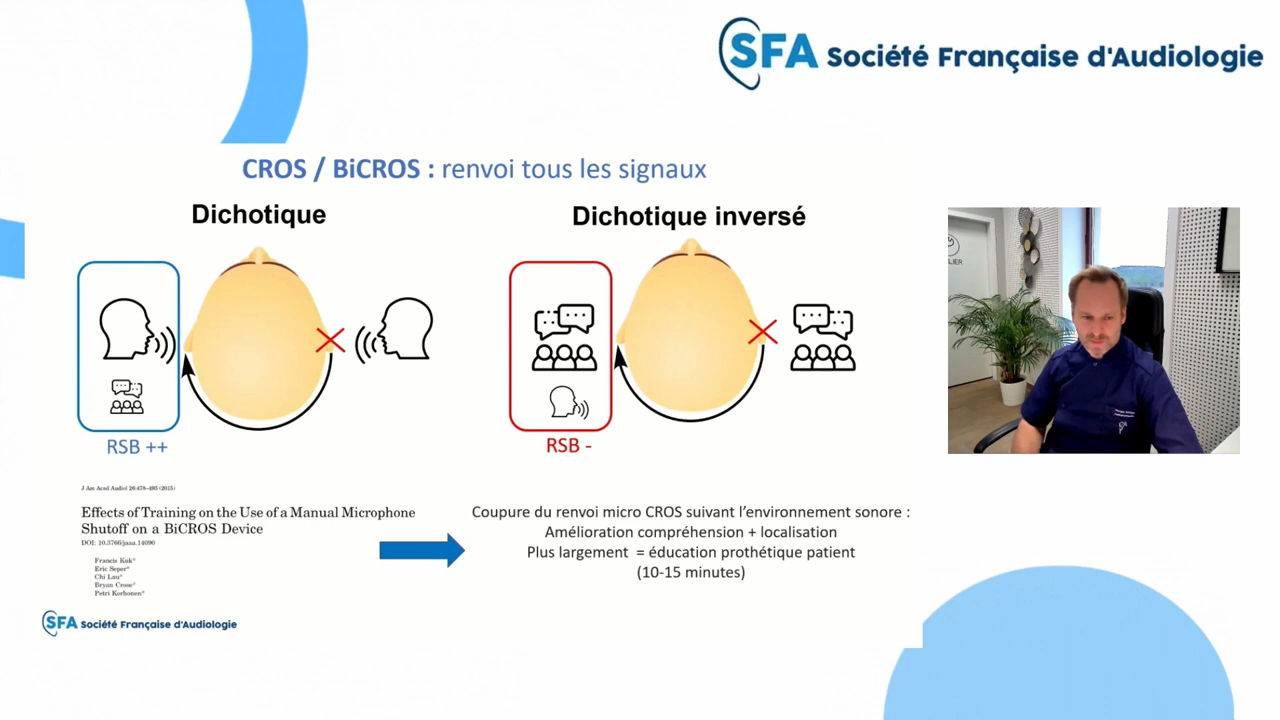 SFA Société Française d'Audiologie
CROS / BiCROS : renvoi tous les signaux
Dichotique
Dichotique inversé
RSB ++
RSB -
J Am Acad Audiol 26:478–493 (2015)
Effects of Training on the Use of a Manual Microphone
Shutoff on a BiCROS Device
DOI: 10.3766/jaaa.14090
Francis Kuk*
Eric Seper*
Chi Lau*
Bryan Crose*
Petri Korhonen*
Coupure du renvoi micro CROS suivant l'environnement sonore :
Amélioration compréhension + localisation
Plus largement = éducation prothétique patient
(10-15 minutes)
SFA Société Française d'Audiologie